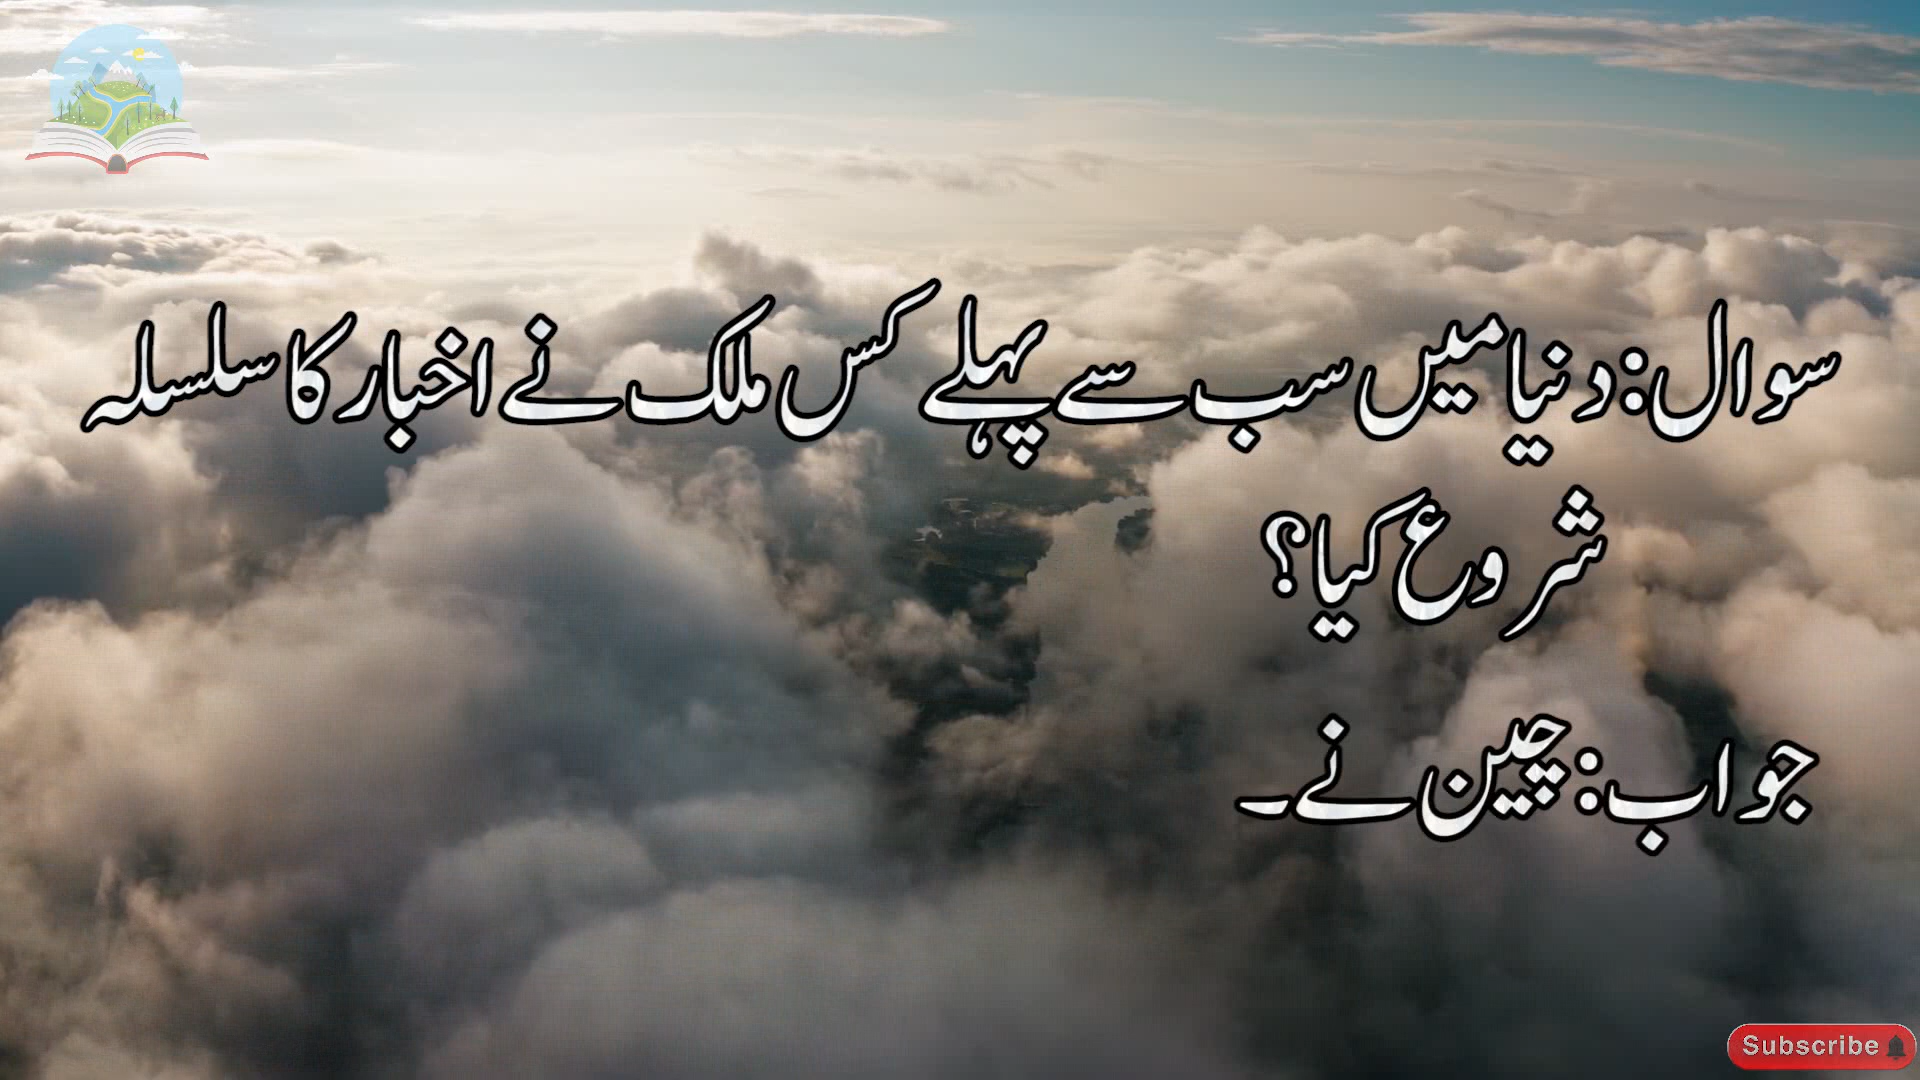 سوال: دنیا میں سب سے پہلے کس ملک نے اخبار کا سلسلہ
شروع کیا؟
جواب: چین نے۔
Subscribe